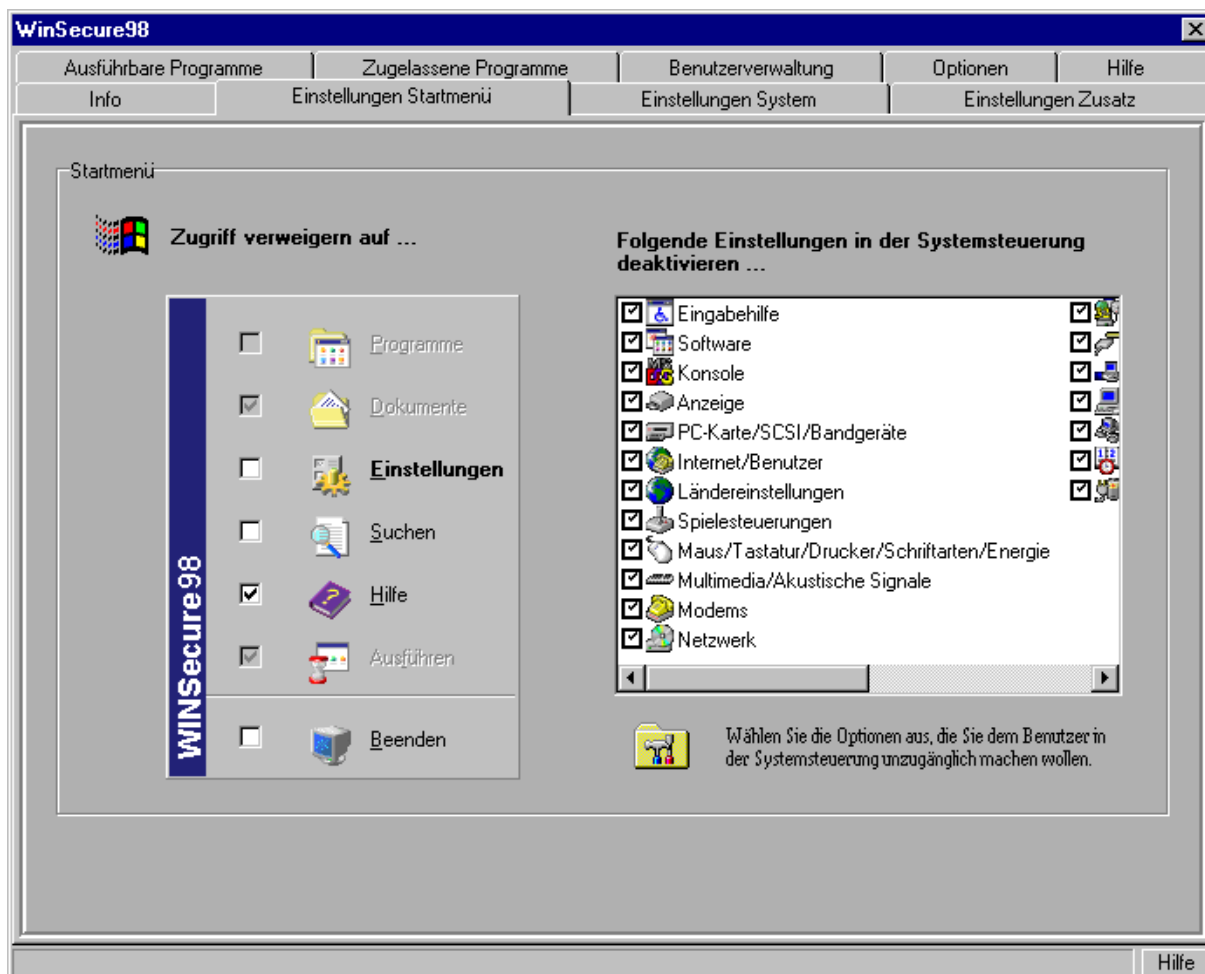 WinSecure98
Ausführbare Programme
Zugelassene Programme
Benutzerverwaltung
Optionen
Hilfe
Info
Einstellungen Startmenü
Einstellungen System
Einstellungen Zusatz
Startmenü
Zugriff verweigern auf ...
WINSecure98
Programme
Dokumente
Einstellungen
Suchen
Hilfe
Ausführen
Beenden
Folgende Einstellungen in der Systemsteuerung
deaktivieren ...
Eingabehilfe
Software
Konsole
Anzeige
PC-Karte/SCSI/Bandgeräte
Internet/Benutzer
Ländereinstellungen
Spielesteuerungen
Maus/Tastatur/Drucker/Schriftarten/Energie
Multimedia/Akustische Signale
Modems
Netzwerk
Wählen Sie die Optionen aus, die Sie dem Benutzer in
der Systemsteuerung unzugänglich machen wollen.
Hilfe